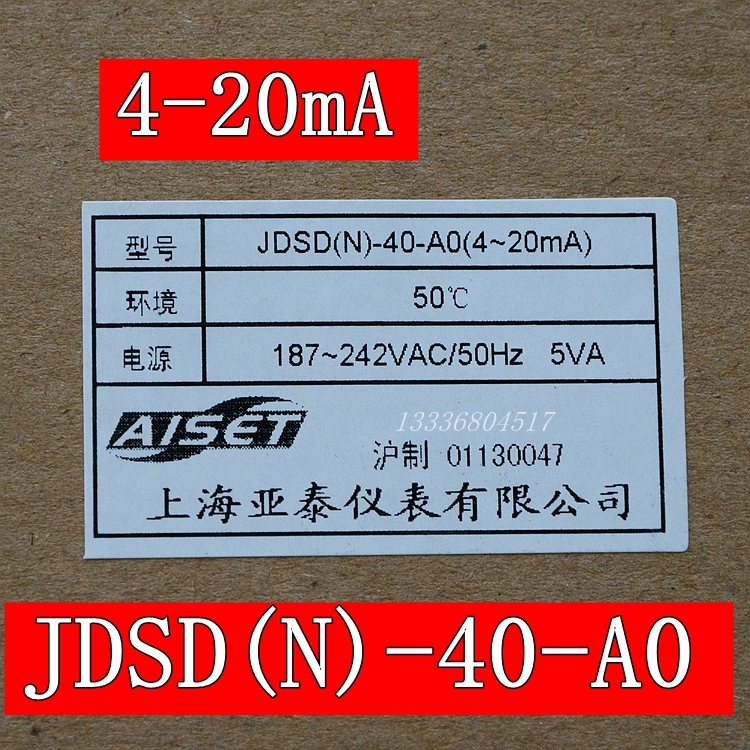 4-20mA
型号 JDSD(N)-40-A0(4~20mA)
环境 50℃
电源 187~242VAC/50Hz 5VA
AISET
13336804517
沪制 01130047
上海亚泰仪表有限公司
JDSD(N)-40-A0